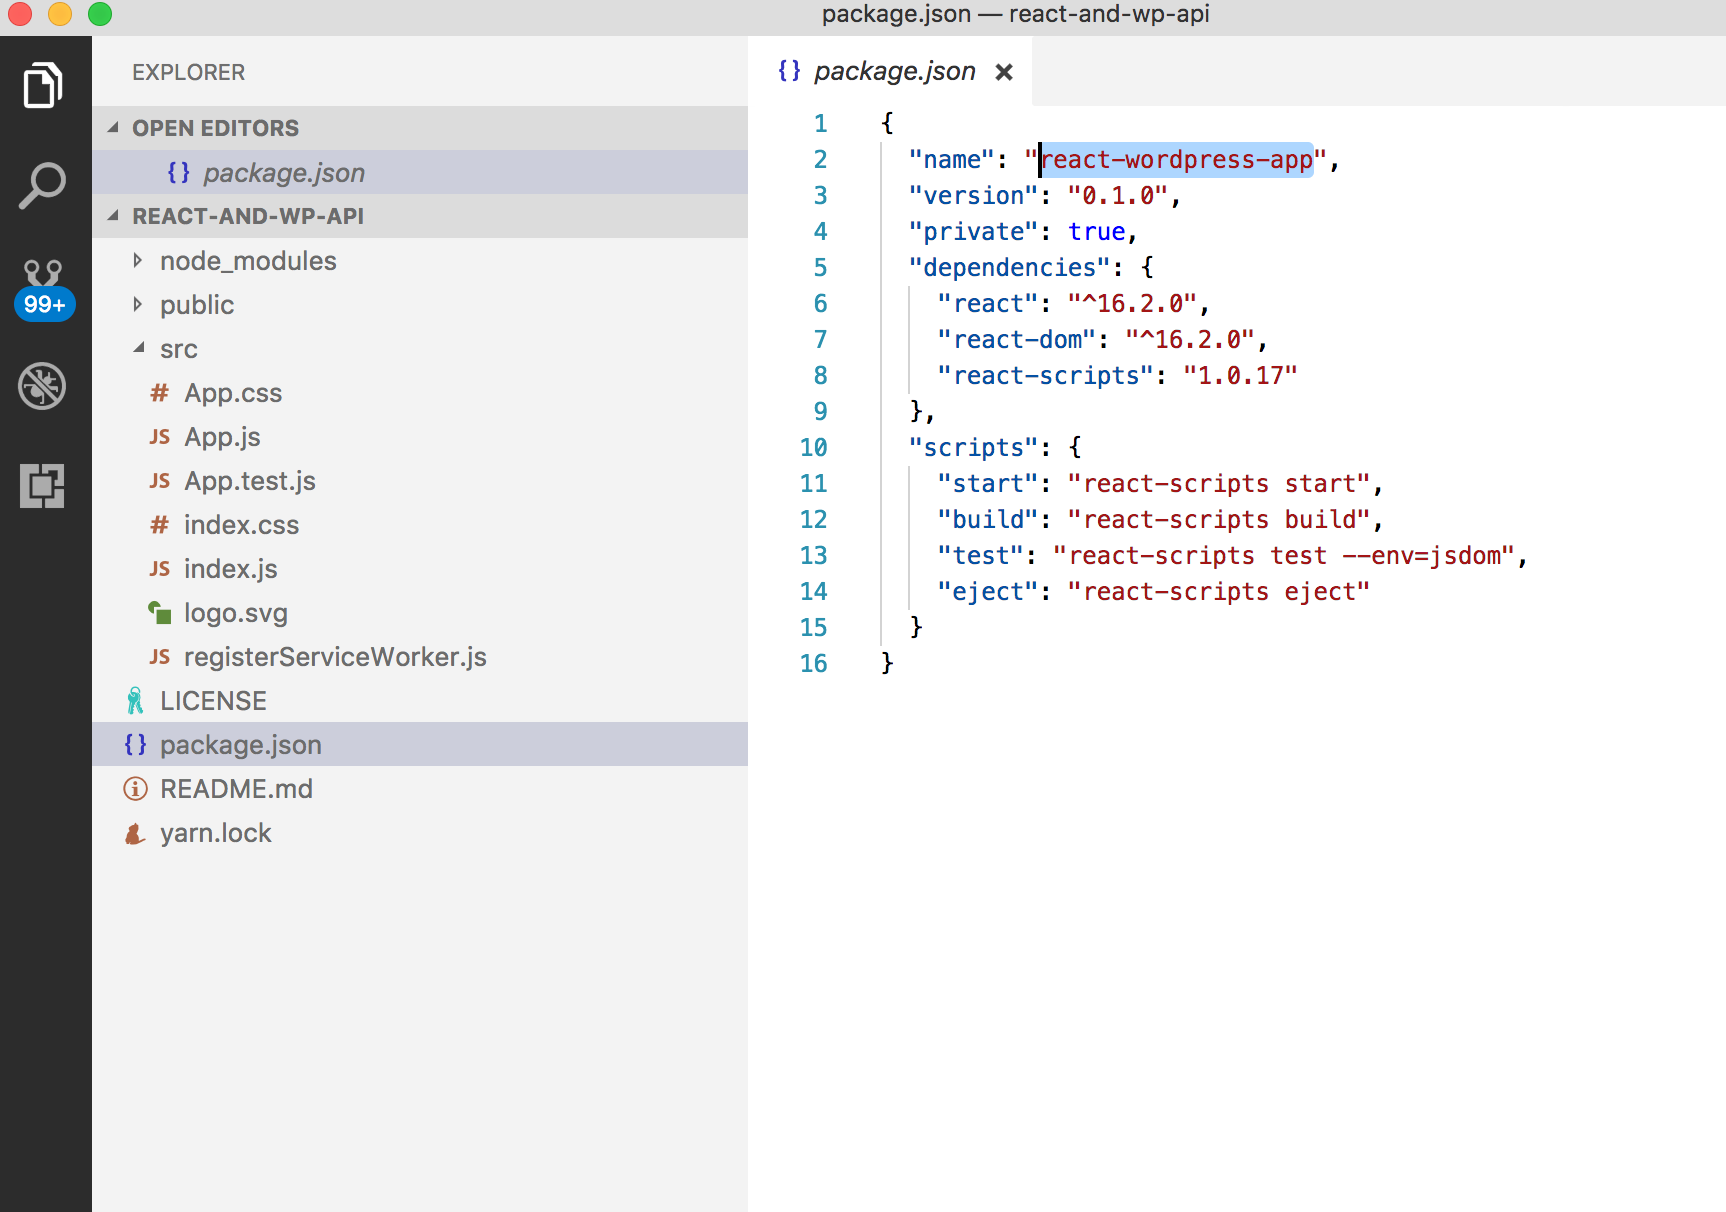 package.json — react-and-wp-api
EXPLORER
OPEN EDITORS
{} package.json
REACT-AND-WP-API
node_modules
public
src
# App.css
JS App.js
JS App.test.js
# index.css
JS index.js
logo.svg
JS registerServiceWorker.js
LICENSE
{} package.json
README.md
yarn.lock
99+
{} package.json
1 {
2 "name": "react-wordpress-app",
3 "version": "0.1.0",
4 "private": true,
5 "dependencies": {
6 "react": "^16.2.0",
7 "react-dom": "^16.2.0",
8 "react-scripts": "1.0.17"
9 },
10 "scripts": {
11 "start": "react-scripts start",
12 "build": "react-scripts build",
13 "test": "react-scripts test --env=jsdom",
14 "eject": "react-scripts eject"
15 }
16 }